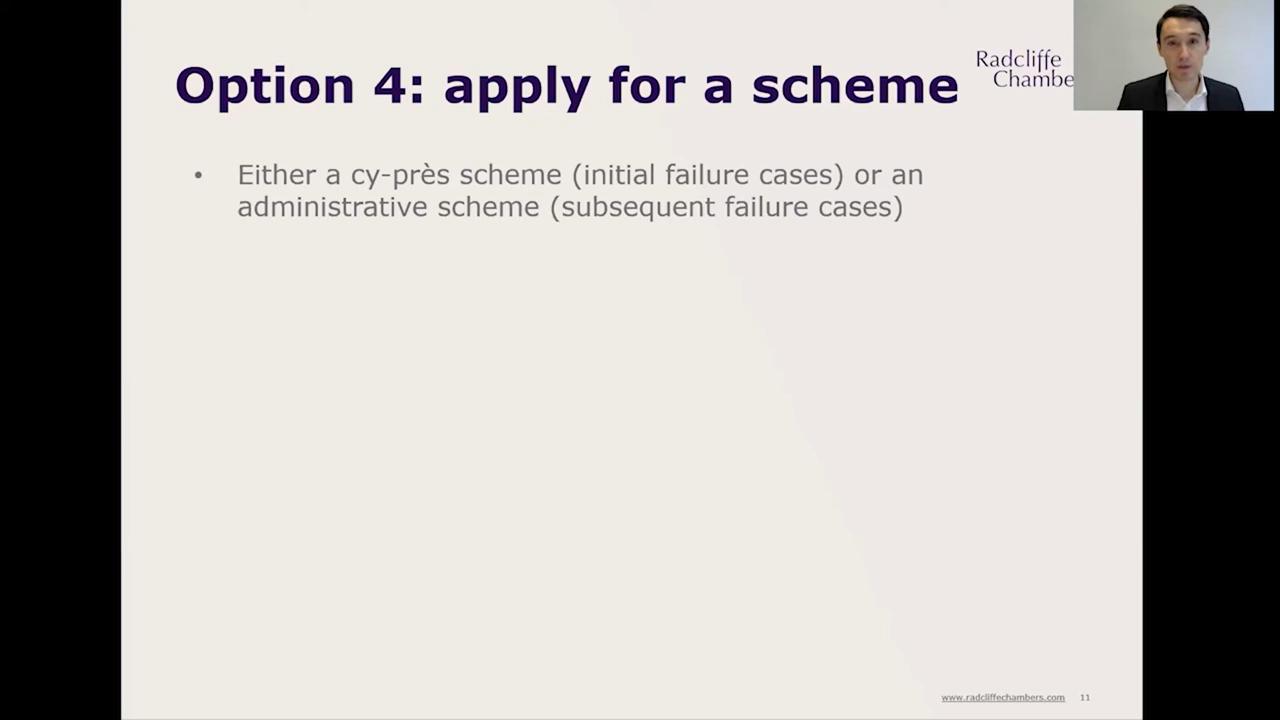 Option 4: apply for a scheme
Radcliffe
Chambe
• Either a cy-près scheme (initial failure cases) or an
administrative scheme (subsequent failure cases)
www.radcliffechambers.com 11